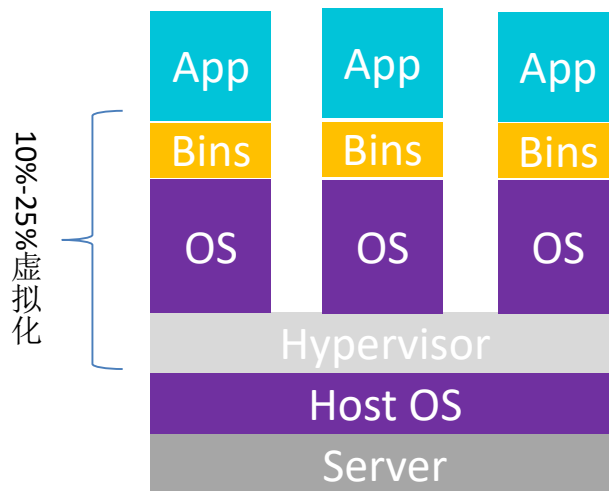 App
App
App
Bins
Bins
Bins
OS
OS
OS
Hypervisor
Host OS
Server
10%-25%虚拟化